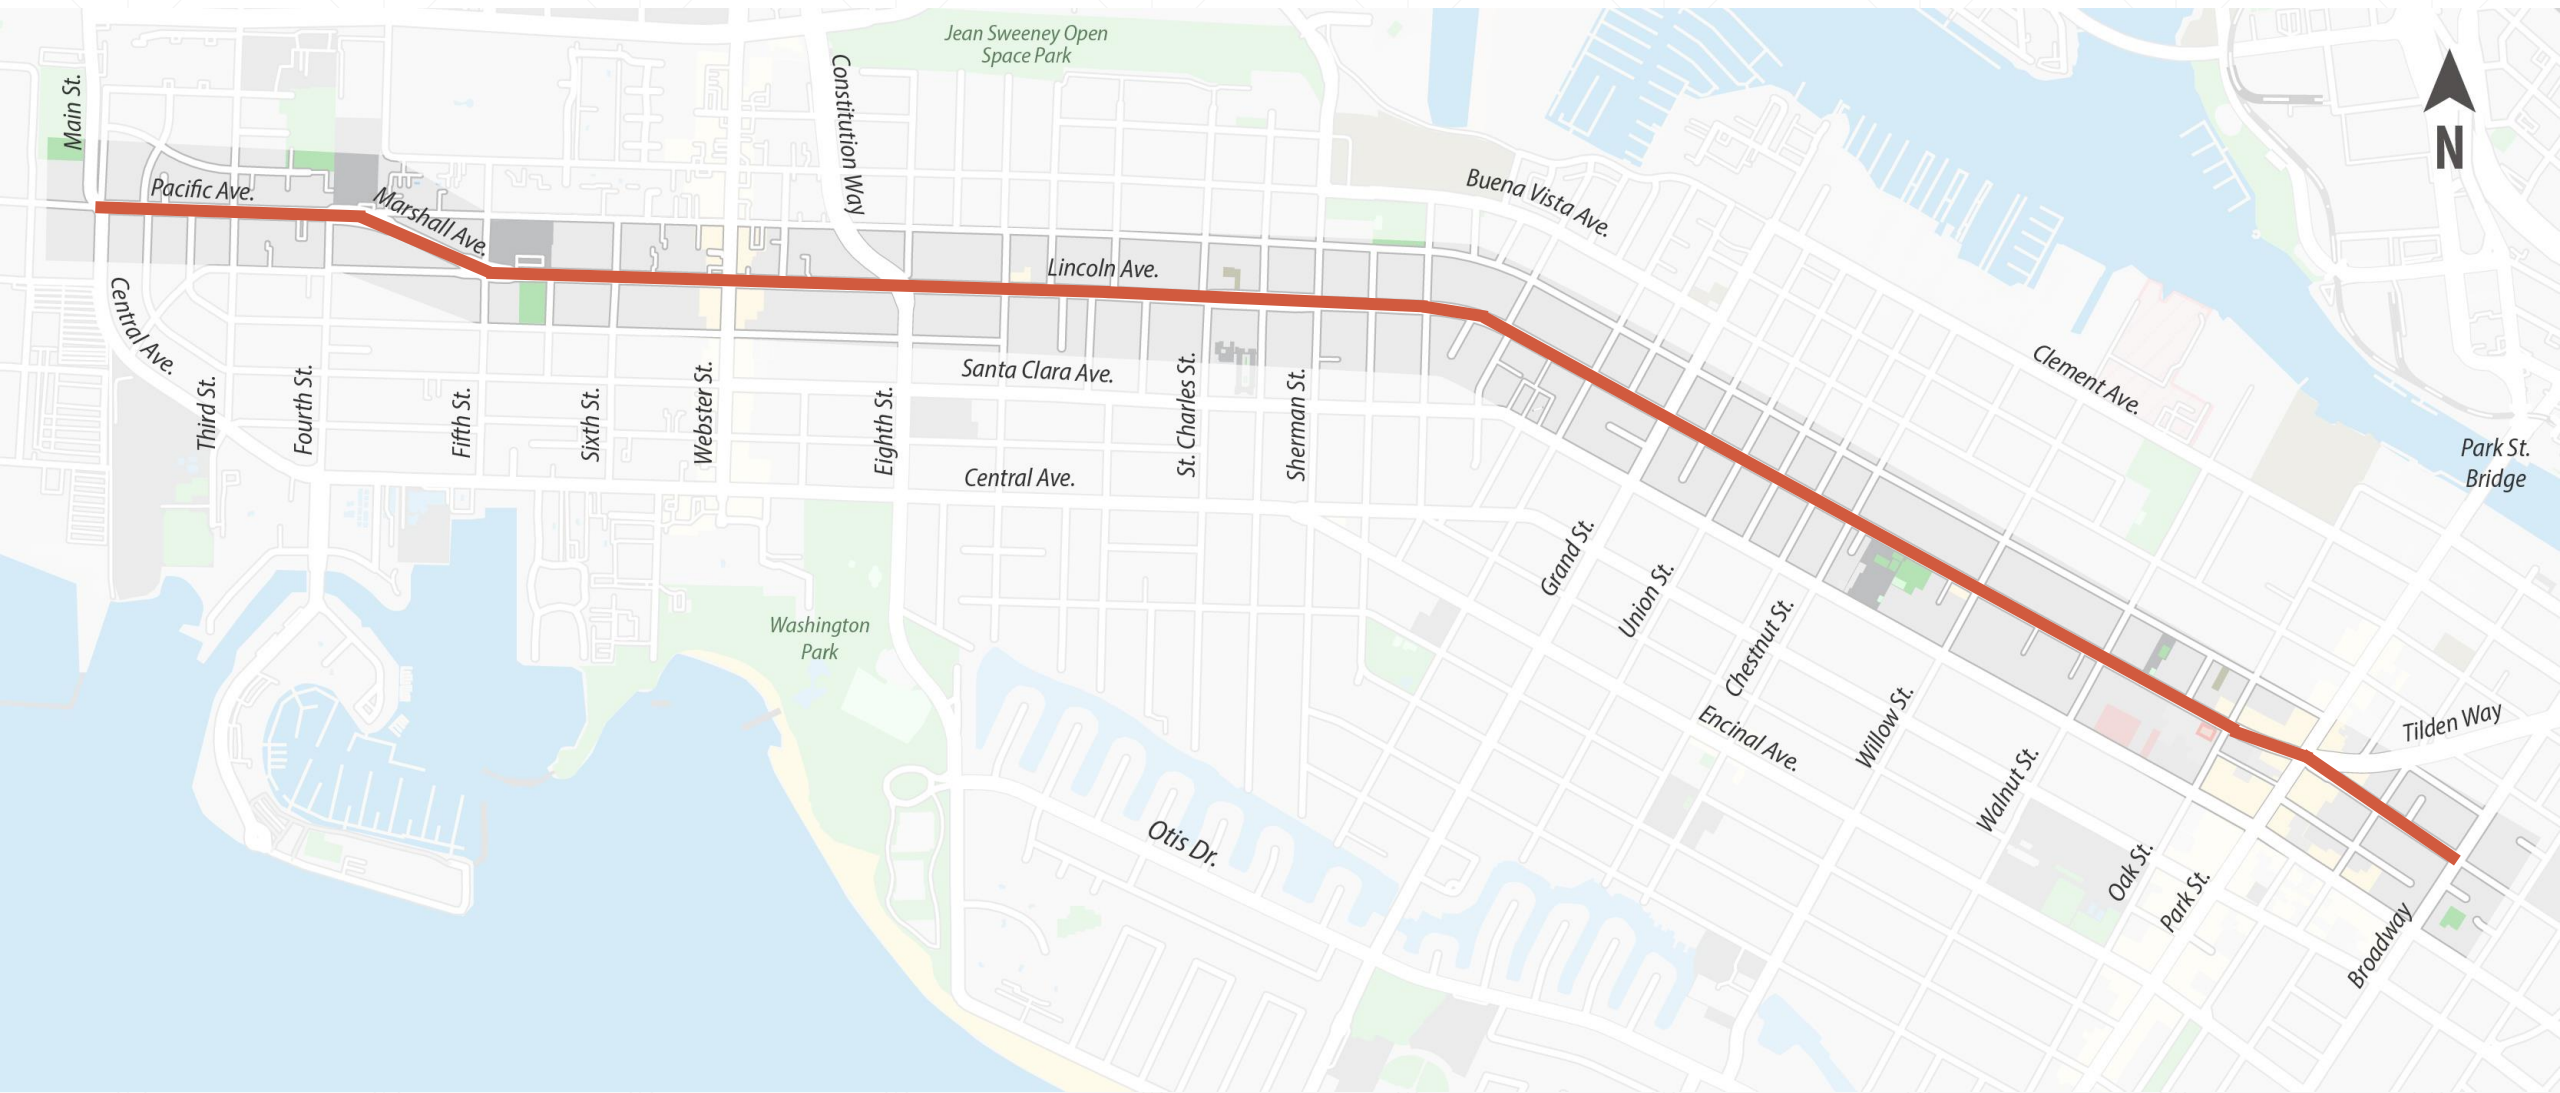 Jean Sweeney Open
Space Park
Main St.
Constitution Way
N
Pacific Ave.
Marshall Ave.
Buena Vista Ave.
Lincoln Ave.
Central Ave.
Santa Clara Ave.
Clement Ave.
Third St.
Fourth St.
Fifth St.
Sixth St.
Webster St.
Eighth St.
St. Charles St.
Sherman St.
Park St.
Bridge
Central Ave.
Grand St.
Union St.
Chestnut St.
Washington
Park
Willow St.
Encinal Ave.
Tilden Way
Walnut St.
Otis Dr.
Oak St.
Park St.
Broadway